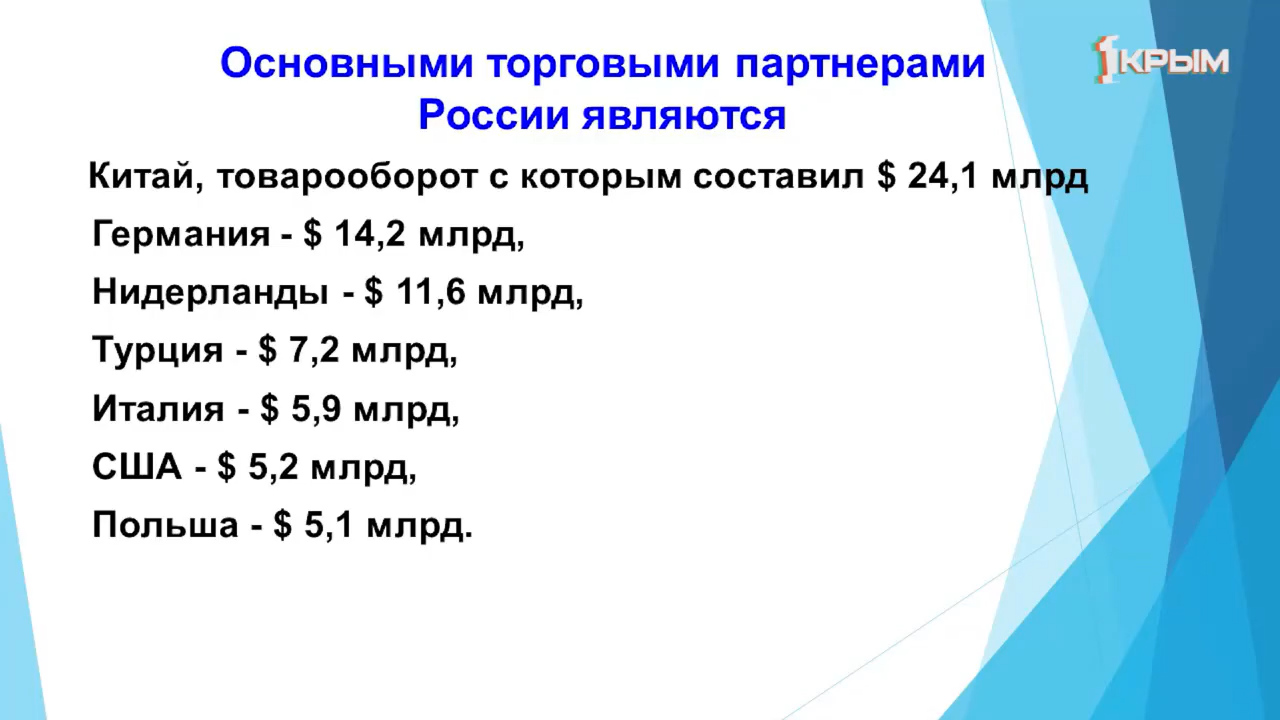 Основными торговыми партнерами
России являются
1КРЫМ
Китай, товарооборот с которым составил $ 24,1 млрд
Германия - $ 14,2 млрд,
Нидерланды - $ 11,6 млрд,
Турция - $ 7,2 млрд,
Италия - $ 5,9 млрд,
США - $ 5,2 млрд,
Польша - $ 5,1 млрд.